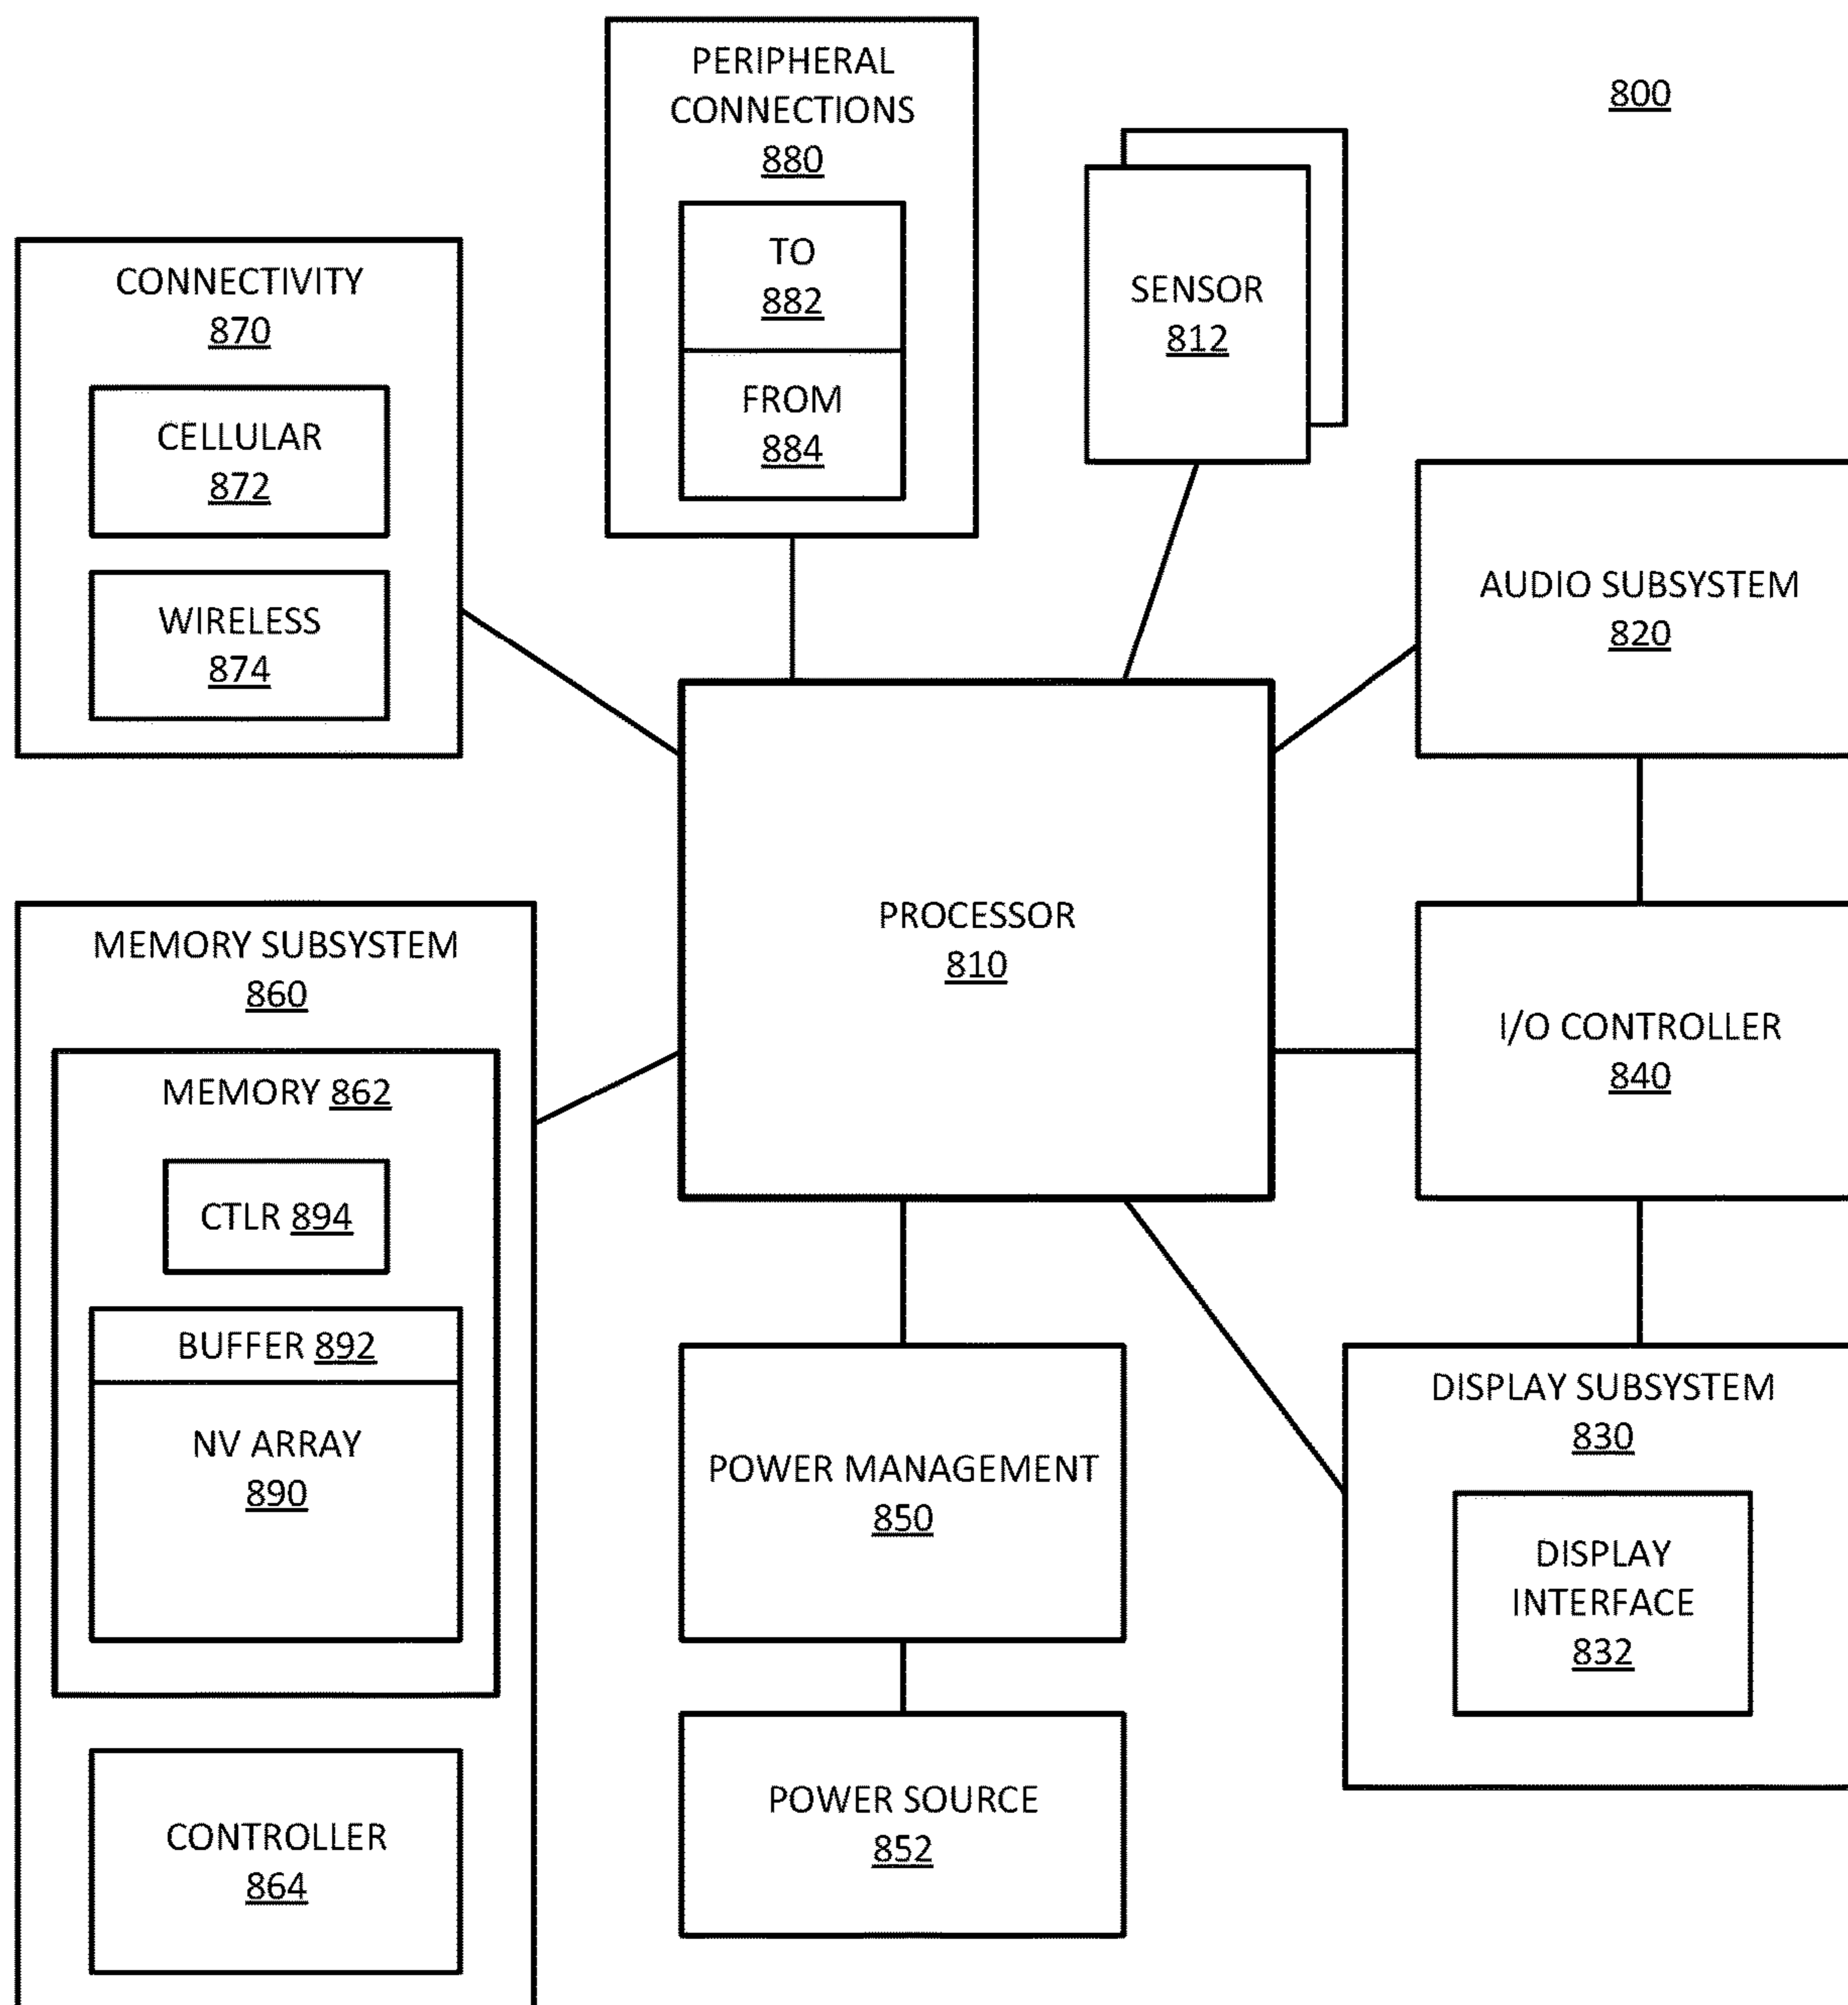 800
PERIPHERAL
CONNECTIONS
880
TO
882
FROM
884
SENSOR
812
CONNECTIVITY
870
CELLULAR
872
WIRELESS
874
AUDIO SUBSYSTEM
820
PROCESSOR
810
I/O CONTROLLER
840
MEMORY SUBSYSTEM
860
MEMORY 862
CTLR 894
BUFFER 892
NV ARRAY
890
CONTROLLER
864
POWER MANAGEMENT
850
POWER SOURCE
852
DISPLAY SUBSYSTEM
830
DISPLAY
INTERFACE
832